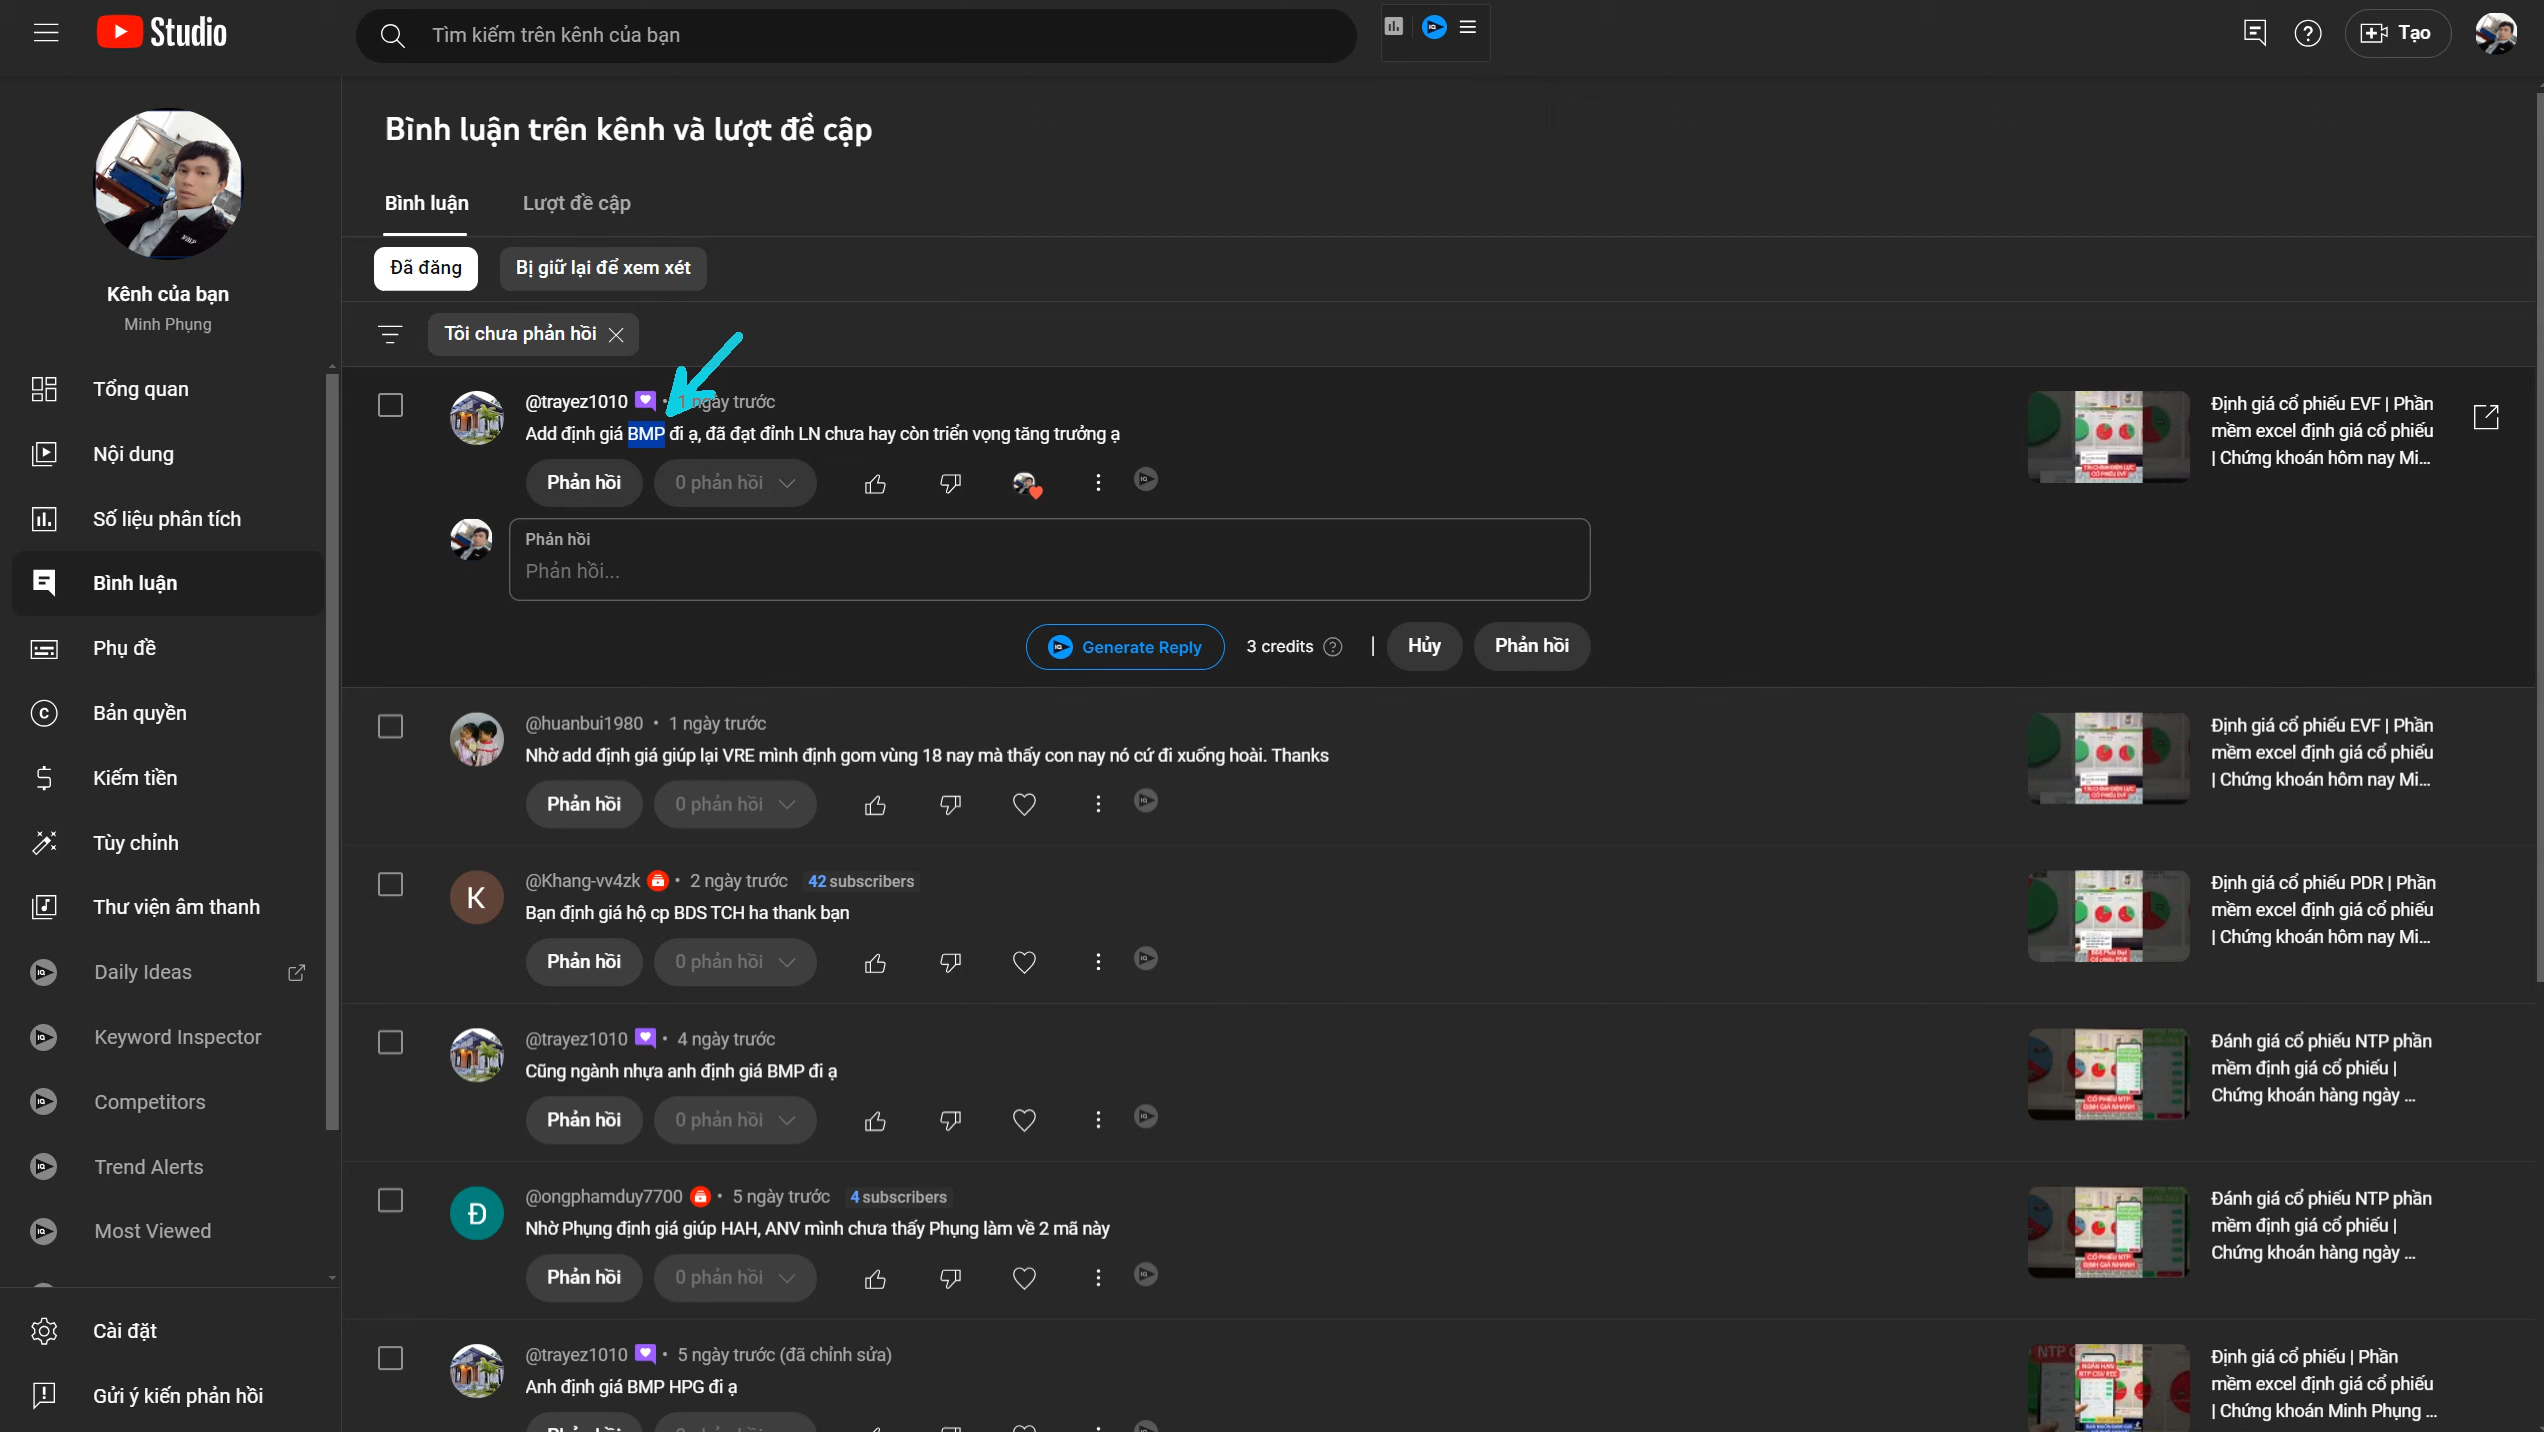 Studio
Tìm kiếm trên kênh của bạn
Tạo
Kênh của bạn
Minh Phụng
Tổng quan
Nội dung
Số liệu phân tích
Bình luận
Phụ đề
Bản quyền
Kiếm tiền
Tùy chỉnh
Thư viện âm thanh
Daily Ideas
Keyword Inspector
Competitors
Trend Alerts
Most Viewed
Cài đặt
Gửi ý kiến phản hồi
Bình luận trên kênh và lượt đề cập
Bình luận
Lượt đề cập
Đã đăng
Bị giữ lại để xem xét
Tôi chưa phản hồi
@trayez1010 • 1 ngày trước
Add định giá BMP đi ạ, đã đạt đỉnh LN chưa hay còn triển vọng tăng trưởng ạ
Phản hồi
0 phản hồi
Định giá cổ phiếu EVF | Phần
mềm excel định giá cổ phiếu
| Chứng khoán hôm nay Mi...
Phản hồi
Phản hồi...
Generate Reply
3 credits
|
Hủy
Phản hồi
@huanbui1980 • 1 ngày trước
Nhờ add định giá giúp lại VRE mình định gom vùng 18 nay mà thấy con nay nó cứ đi xuống hoài. Thanks
Phản hồi
0 phản hồi
Định giá cổ phiếu EVF | Phần
mềm excel định giá cổ phiếu
| Chứng khoán hôm nay Mi...
@Khang-vv4zk • 2 ngày trước 42 subscribers
Bạn định giá hộ cp BDS TCH ha thank bạn
K
Phản hồi
0 phản hồi
Định giá cổ phiếu PDR | Phần
mềm excel định giá cổ phiếu
| Chứng khoán hôm nay Mi...
@trayez1010 • 4 ngày trước
Cũng ngành nhựa anh định giá BMP đi ạ
Phản hồi
0 phản hồi
Đánh giá cổ phiếu NTP phần
mềm định giá cổ phiếu |
Chứng khoán hàng ngày ...
@ongphamduy7700 • 5 ngày trước 4 subscribers
Nhờ Phụng định giá giúp HAH, ANV mình chưa thấy Phụng làm về 2 mã này
Đ
Phản hồi
0 phản hồi
Đánh giá cổ phiếu NTP phần
mềm định giá cổ phiếu |
Chứng khoán hàng ngày ...
@trayez1010 • 5 ngày trước (đã chỉnh sửa)
Anh định giá BMP HPG đi ạ
Định giá cổ phiếu | Phần
mềm excel định giá cổ phiếu
| Chứng khoán Minh Phụng ...